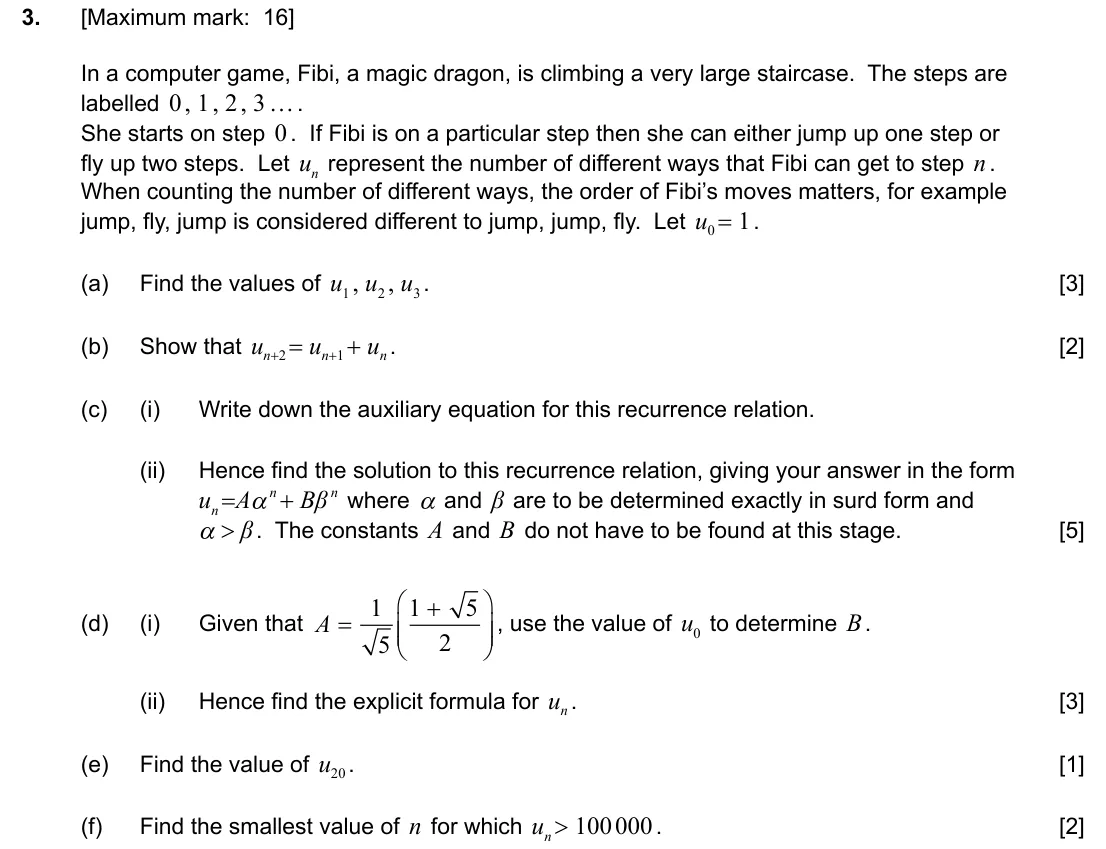 3. [Maximum mark: 16]
In a computer game, Fibi, a magic dragon, is climbing a very large staircase. The steps are
labelled 0, 1, 2, 3 ....
She starts on step 0. If Fibi is on a particular step then she can either jump up one step or
fly up two steps. Let uₙ represent the number of different ways that Fibi can get to step n.
When counting the number of different ways, the order of Fibi's moves matters, for example
jump, fly, jump is considered different to jump, jump, fly. Let u₀ = 1.
(a) Find the values of u₁, u₂, u₃. [3]
(b) Show that uₙ₊₂ = uₙ₊₁ + uₙ. [2]
(c) (i) Write down the auxiliary equation for this recurrence relation.
(ii) Hence find the solution to this recurrence relation, giving your answer in the form
uₙ = Aαⁿ + Bβⁿ where α and β are to be determined exactly in surd form and
α > β. The constants A and B do not have to be found at this stage. [5]
(d) (i) Given that A = 1/√5 ((1 + √5)/2), use the value of u₀ to determine B.
(ii) Hence find the explicit formula for uₙ. [3]
(e) Find the value of u₂₀. [1]
(f) Find the smallest value of n for which uₙ > 100 000. [2]